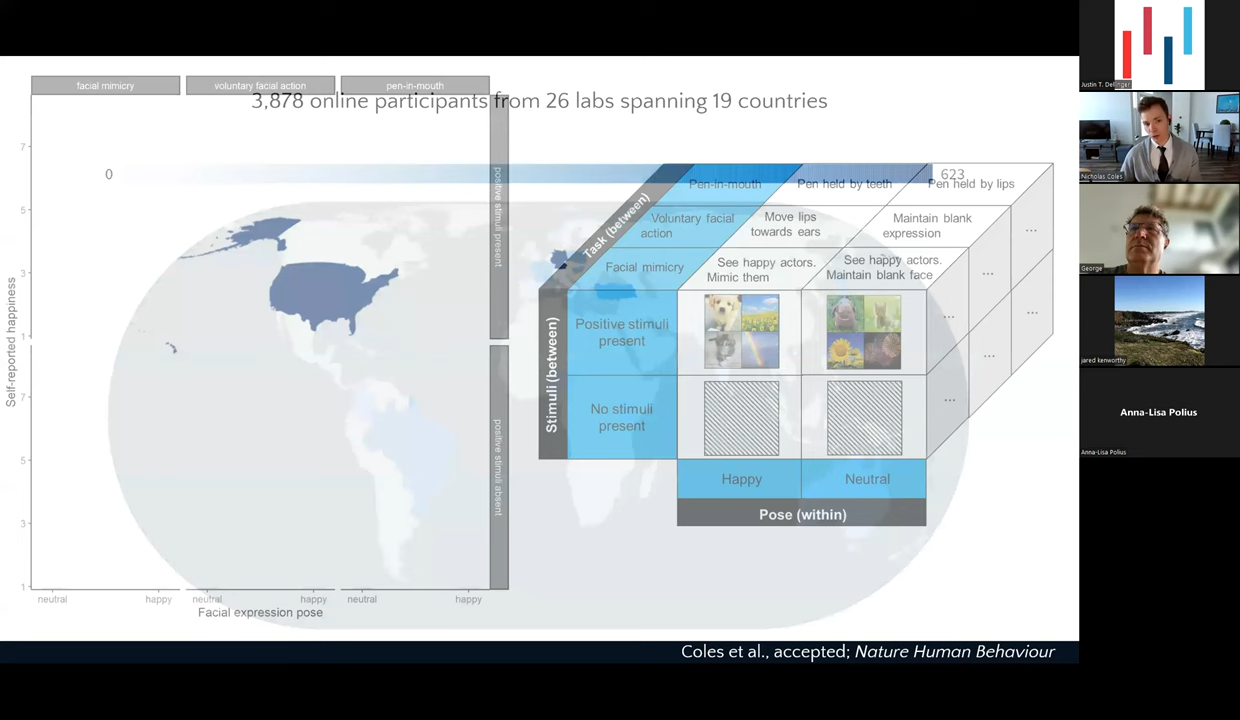 facial mimicry
voluntary facial action
pen-in-mouth
3,878 online participants from 26 labs spanning 19 countries
0
623
7
5
3
1
7
5
3
1
Self-reported happiness
positive stimuli present
positive stimuli absent
neutral
happy
neutral
happy
neutral
happy
Facial expression pose
Task (between)
Pen-in-mouth
Pen held by teeth
Pen held by lips
Voluntary facial
action
Move lips
towards ears
Maintain blank
expression
...
Facial mimicry
See happy actors.
Mimic them
See happy actors.
Maintain blank face
...
Stimuli (between)
Positive stimuli
present
...
...
...
No stimuli
present
...
Happy
Neutral
Pose (within)
Coles et al., accepted; Nature Human Behaviour
Justin T. Dellinger
Nicholas Coles
George
jared kenworthy
Anna-Lisa Polius
Anna-Lisa Polius